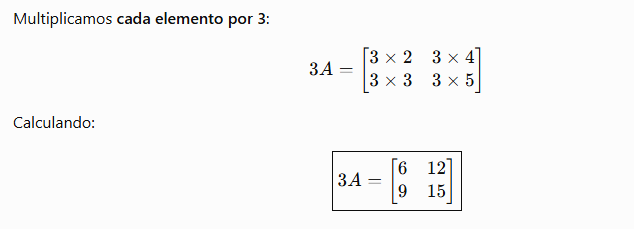 Multiplicamos cada elemento por 3:
3A = [3 × 2 3 × 4
3 × 3 3 × 5]
Calculando:
3A = [6 12
9 15]